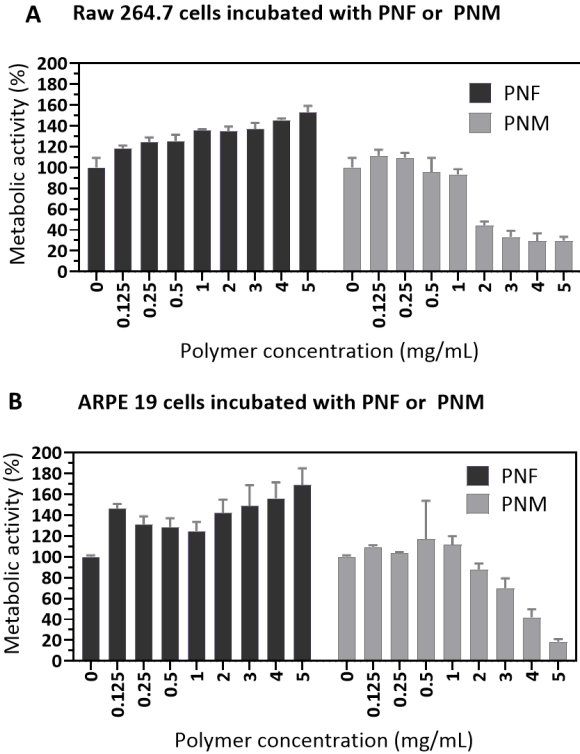 A Raw 264.7 cells incubated with PNF or PNM
Metabolic activity (%)
200
180
160
140
120
100
80
60
40
20
0
PNF
PNM
0 0.125 0.25 0.5 1 2 3 4 5 0 0.125 0.25 0.5 1 2 3 4 5
Polymer concentration (mg/mL)
B ARPE 19 cells incubated with PNF or PNM
Metabolic activity (%)
200
180
160
140
120
100
80
60
40
20
0
PNF
PNM
0 0.125 0.25 0.5 1 2 3 4 5 0 0.125 0.25 0.5 1 2 3 4 5
Polymer concentration (mg/mL)